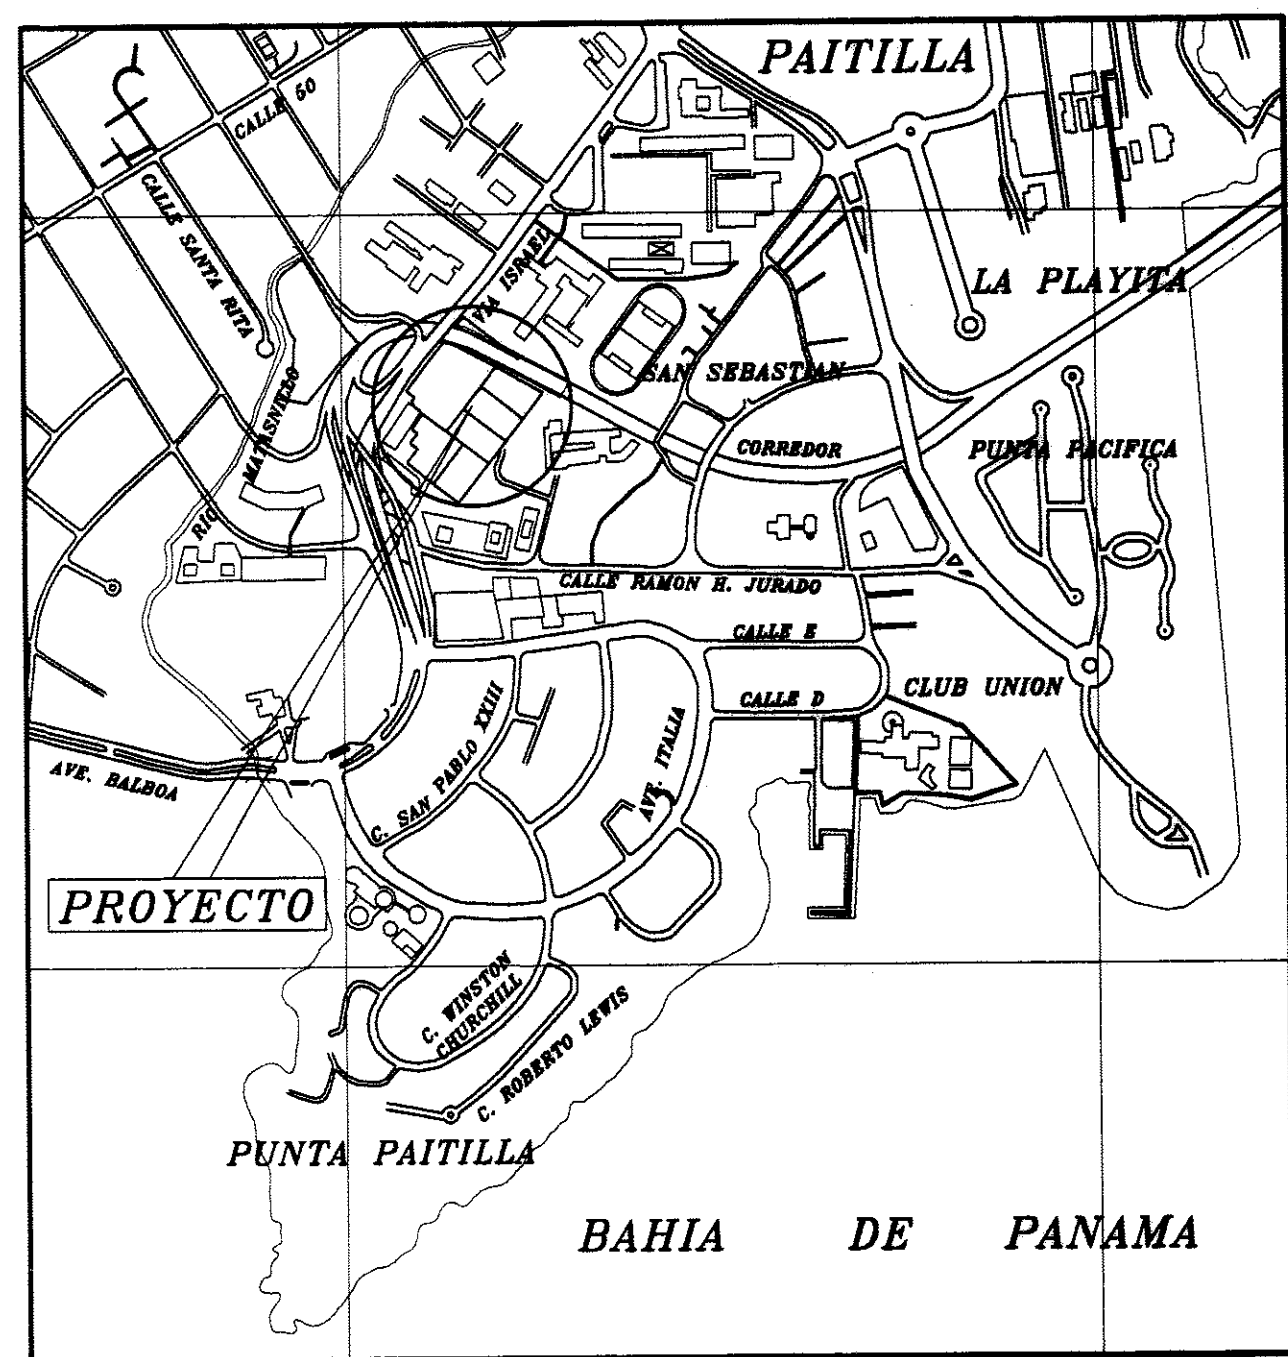 PAITILLA
CALLE 50
CALLE SANTA RITA
VIA ISRAEL
LA PLAYITA
SAN SEBASTIAN
RIO MATASNILLO
CORREDOR
PUNTA PACIFICA
CALLE RAMON H. JURADO
CALLE E
CLUB UNION
CALLE D
C. SAN PABLO XXIII
AVE. ITALIA
AVE. BALBOA
PROYECTO
C. WINSTON
CHURCHILL
C. ROBERTO LEWIS
PUNTA PAITILLA
BAHIA DE PANAMA